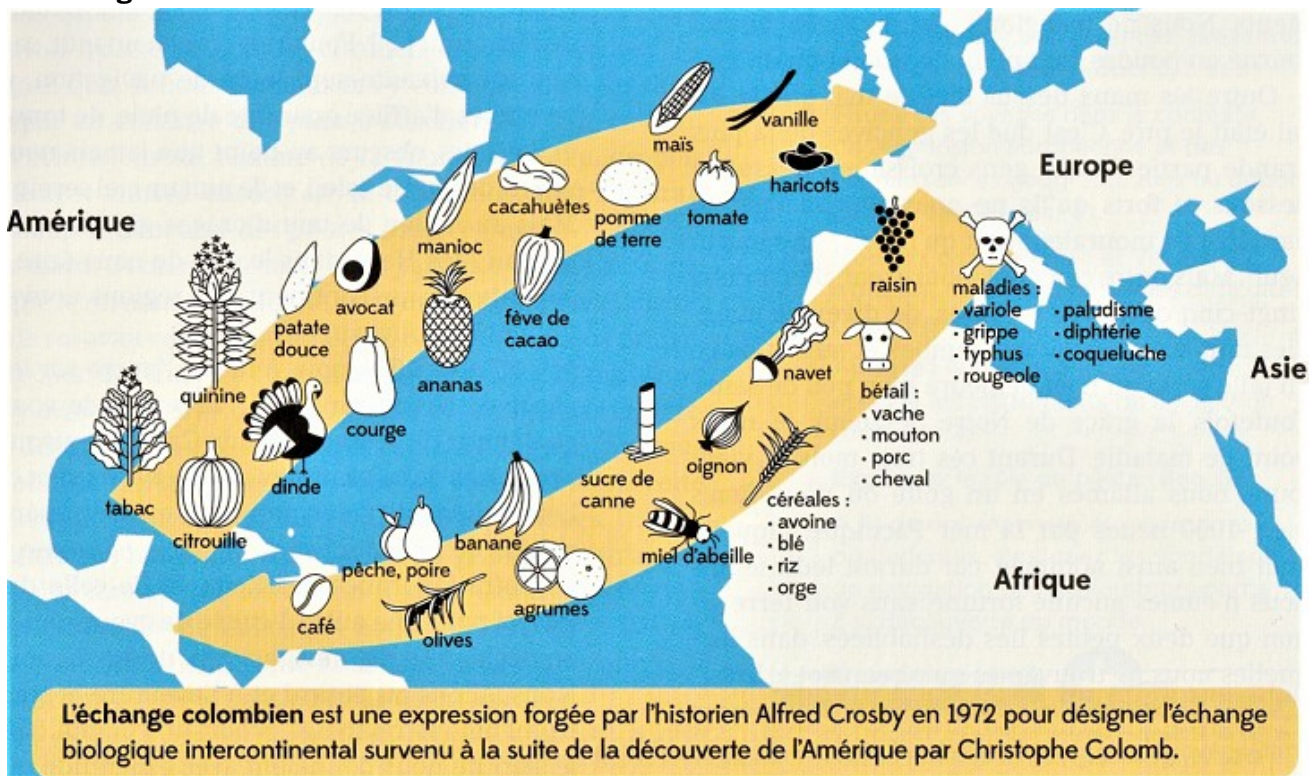 Amérique
Europe
Asie
Afrique
maïs
vanille
cacahuètes
pomme
de terre
tomate
haricots
manioc
avocat
patate
douce
fève de
cacao
ananas
quinine
courge
dinde
tabac
citrouille
raisin
maladies :
• variole
• grippe
• typhus
• rougeole
• paludisme
• diphtérie
• coqueluche
navet
bétail :
• vache
• mouton
• porc
• cheval
oignon
sucre de
canne
céréales :
• avoine
• blé
• riz
• orge
miel d'abeille
banane
pêche, poire
agrumes
café
olives
L'échange colombien est une expression forgée par l'historien Alfred Crosby en 1972 pour désigner l'échange
biologique intercontinental survenu à la suite de la découverte de l'Amérique par Christophe Colomb.